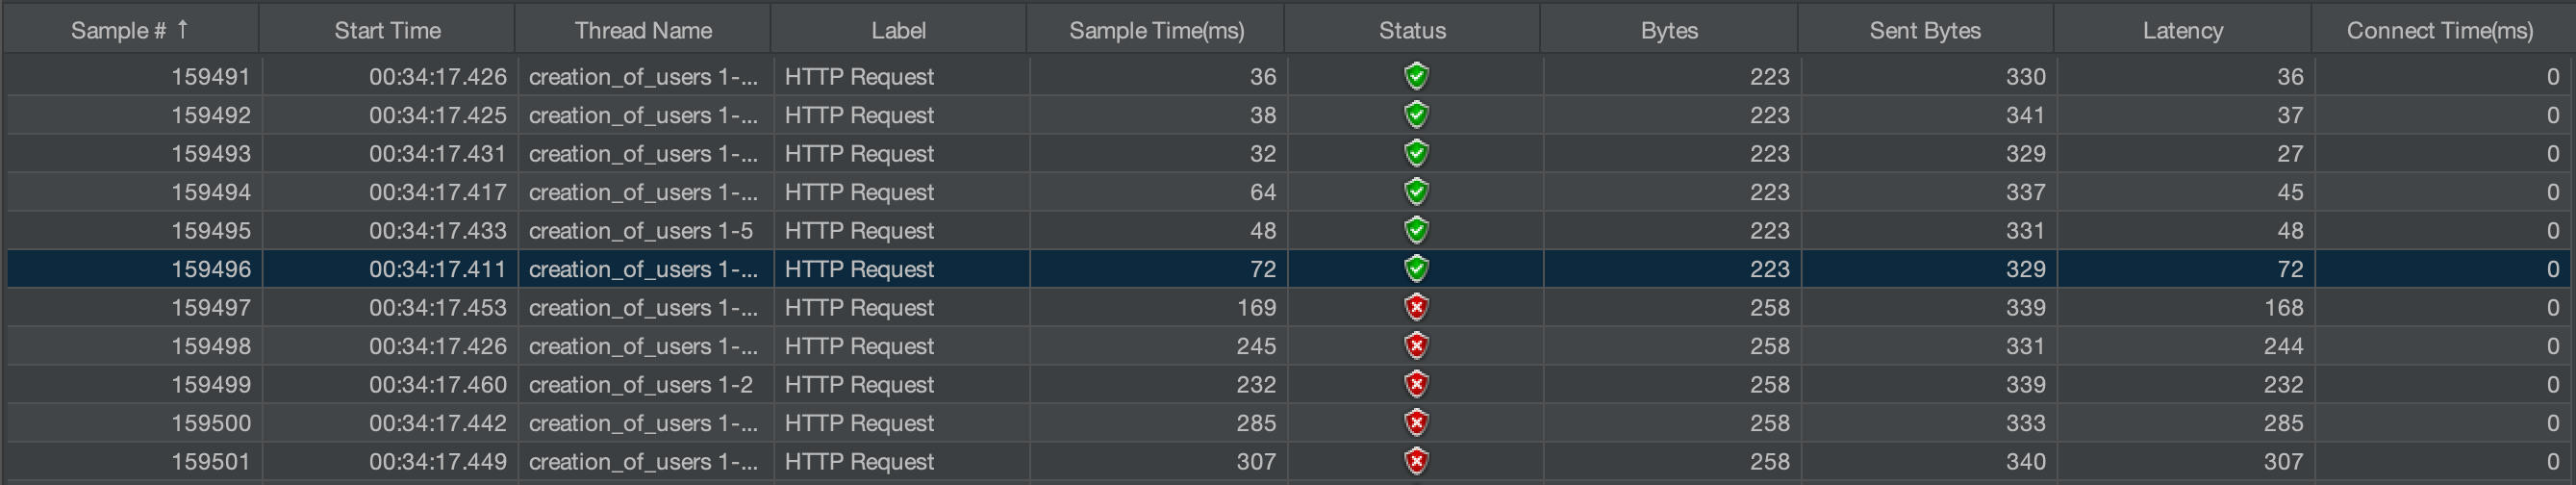 Sample # ↑ Start Time Thread Name Label Sample Time(ms) Status Bytes Sent Bytes Latency Connect Time(ms)
159491 00:34:17.426 creation_of_users 1-... HTTP Request 36 223 330 36 0
159492 00:34:17.425 creation_of_users 1-... HTTP Request 38 223 341 37 0
159493 00:34:17.431 creation_of_users 1-... HTTP Request 32 223 329 27 0
159494 00:34:17.417 creation_of_users 1-... HTTP Request 64 223 337 45 0
159495 00:34:17.433 creation_of_users 1-5 HTTP Request 48 223 331 48 0
159496 00:34:17.411 creation_of_users 1-... HTTP Request 72 223 329 72 0
159497 00:34:17.453 creation_of_users 1-... HTTP Request 169 258 339 168 0
159498 00:34:17.426 creation_of_users 1-... HTTP Request 245 258 331 244 0
159499 00:34:17.460 creation_of_users 1-2 HTTP Request 232 258 339 232 0
159500 00:34:17.442 creation_of_users 1-... HTTP Request 285 258 333 285 0
159501 00:34:17.449 creation_of_users 1-... HTTP Request 307 258 340 307 0